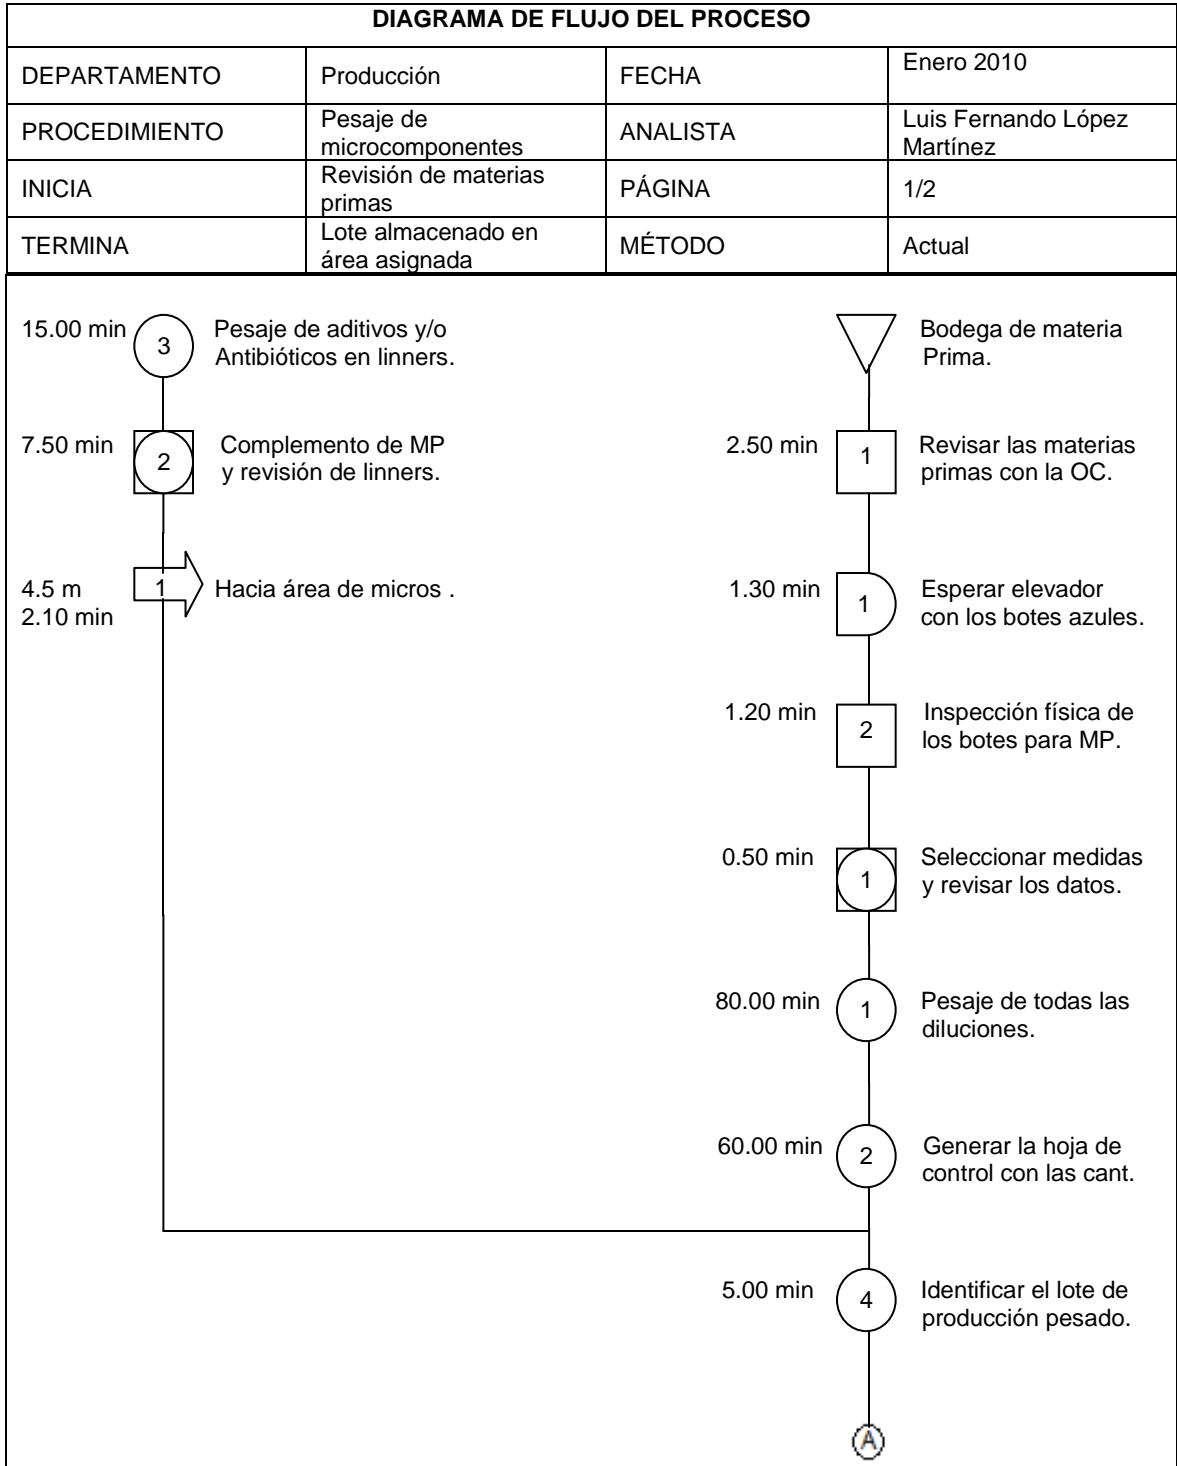 DIAGRAMA DE FLUJO DEL PROCESO
DEPARTAMENTO
Producción
FECHA
Enero 2010
PROCEDIMIENTO
Pesaje de
microcomponentes
ANALISTA
Luis Fernando López
Martínez
INICIA
Revisión de materias
primas
PÁGINA
1/2
TERMINA
Lote almacenado en
área asignada
MÉTODO
Actual
15.00 min
3
Pesaje de aditivos y/o
Antibióticos en linners.
7.50 min
2
Complemento de MP
y revisión de linners.
4.5 m
2.10 min
1
Hacia área de micros .
Bodega de materia
Prima.
2.50 min
1
Revisar las materias
primas con la OC.
1.30 min
1
Esperar elevador
con los botes azules.
1.20 min
2
Inspección física de
los botes para MP.
0.50 min
1
Seleccionar medidas
y revisar los datos.
80.00 min
1
Pesaje de todas las
diluciones.
60.00 min
2
Generar la hoja de
control con las cant.
5.00 min
4
Identificar el lote de
producción pesado.
A